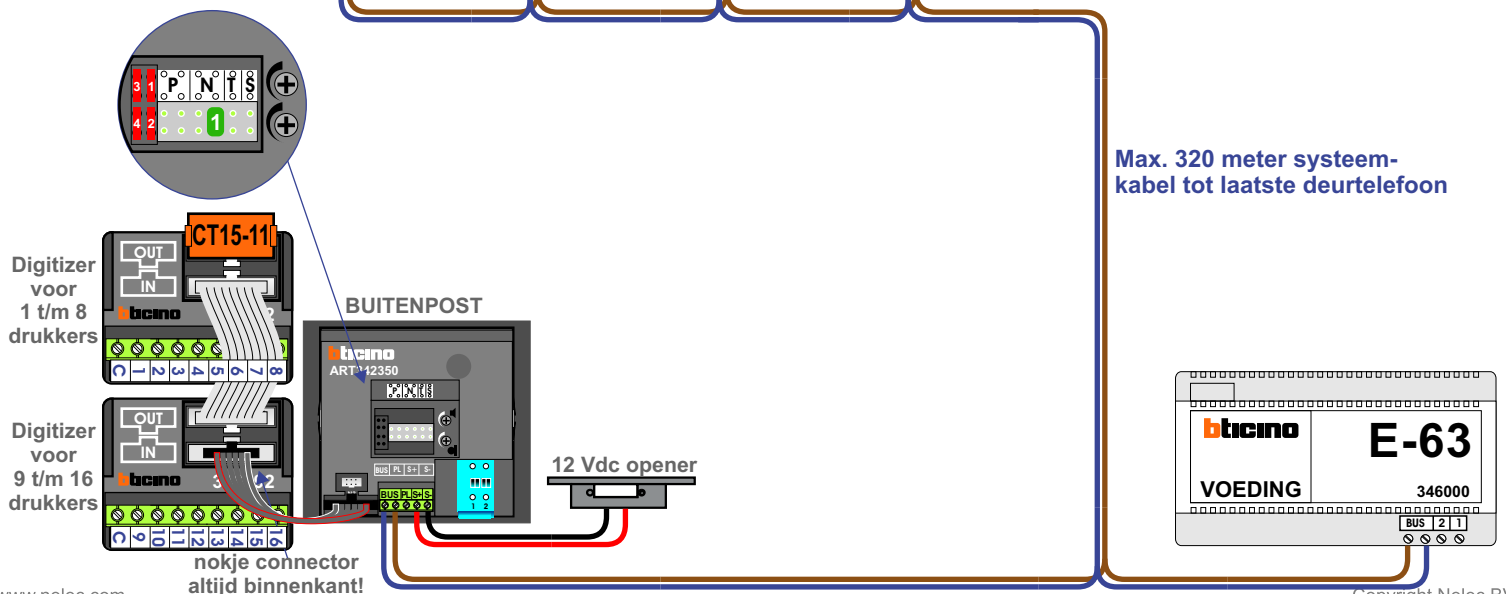 3 1 P N T S
4 2 1
Max. 320 meter systeem-
kabel tot laatste deurtelefoon
CT15-11
OUT
IN
bticino
2
Digitizer
voor
1 t/m 8
drukkers
C 1 2 3 4 5 6 7 8
BUITENPOST
bticino
P N T S
BUS PL S+ S-
BUS PL S+ S-
1 2
12 Vdc opener
Digitizer
voor
9 t/m 16
drukkers
OUT
IN
bticino
3 2
C 9 10 11 12 13 14 15 16
nokje connector
altijd binnenkant!
bticino
E-63
VOEDING
346000
BUS 2 1